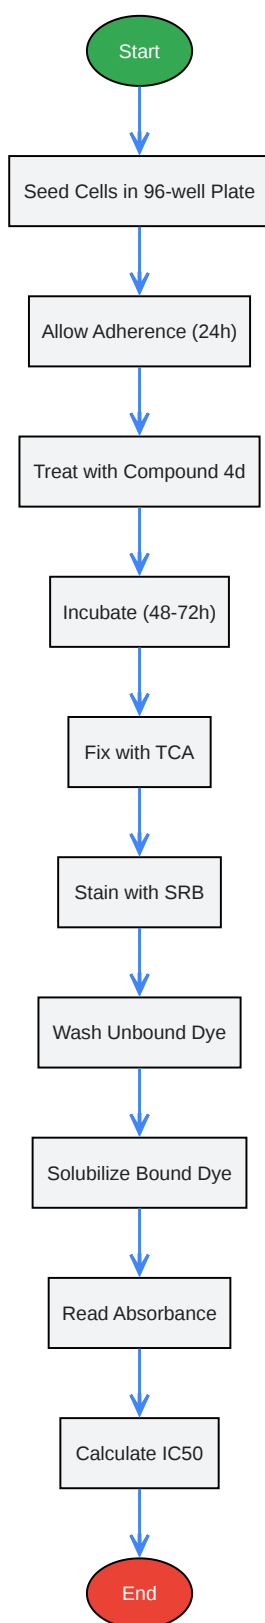 Start
Seed Cells in 96-well Plate
Allow Adherence (24h)
Treat with Compound 4d
Incubate (48-72h)
Fix with TCA
Stain with SRB
Wash Unbound Dye
Solubilize Bound Dye
Read Absorbance
Calculate IC50
End